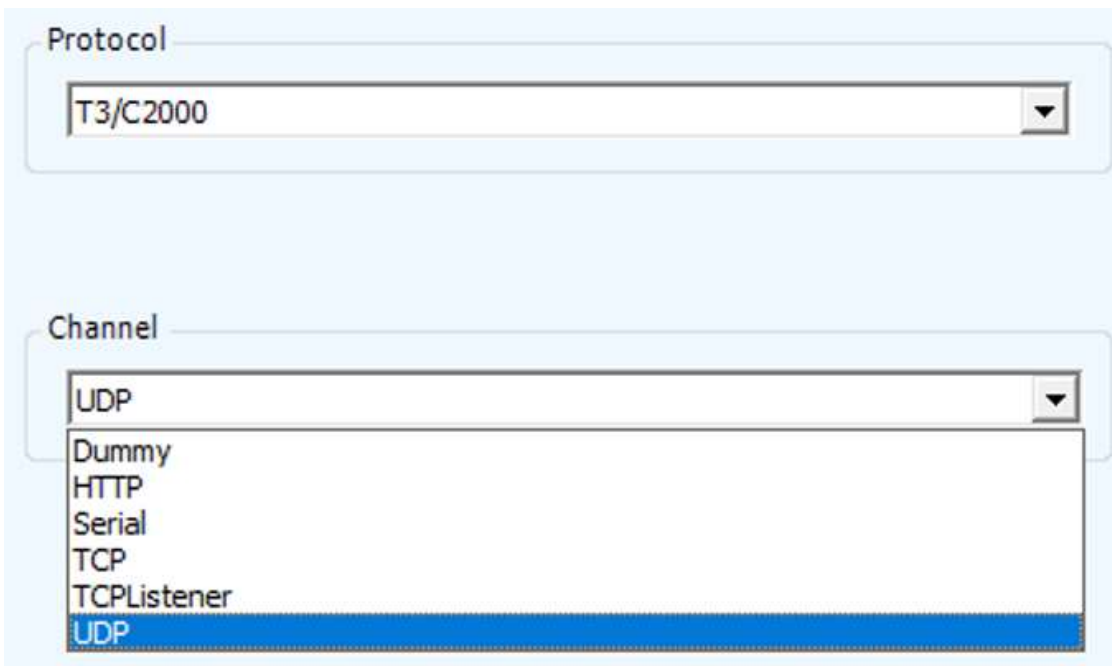 Protocol
T3/C2000
Channel
UDP
Dummy
HTTP
Serial
TCP
TCPListener
UDP